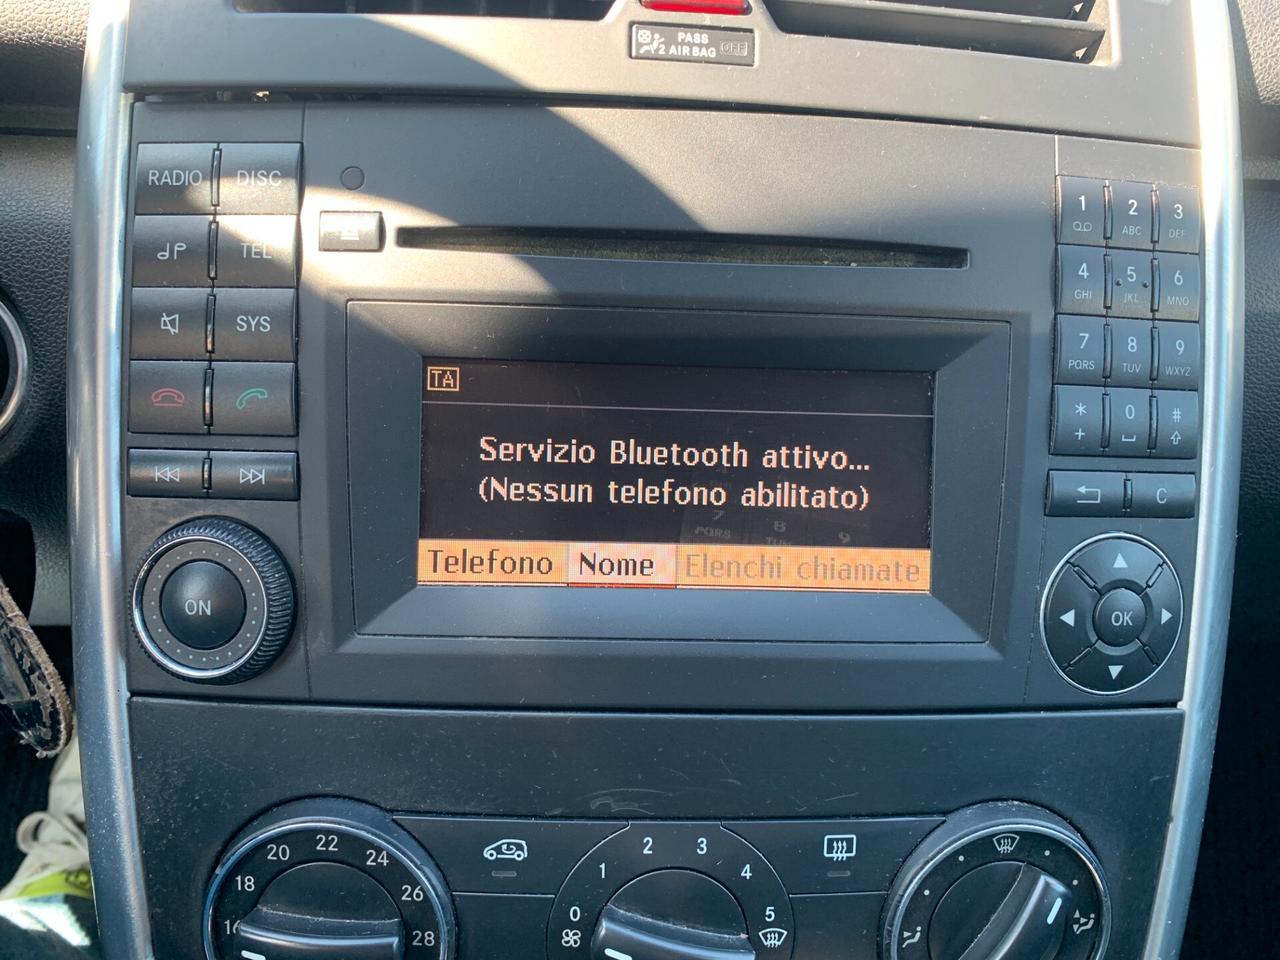 PASS
2 AIR BAG OFF
RADIO DISC
TEL
SYS
ON
TA
Servizio Bluetooth attivo...
(Nessun telefono abilitato)
Telefono Nome Elenchi chiamate
1 2 ABC 3 DEF
4 GHI 5 JKL 6 MNO
7 PQRS 8 TUV 9 WXYZ
* + 0 #
C
OK
16 18 20 22 24 26 28
0 1 2 3 4 5